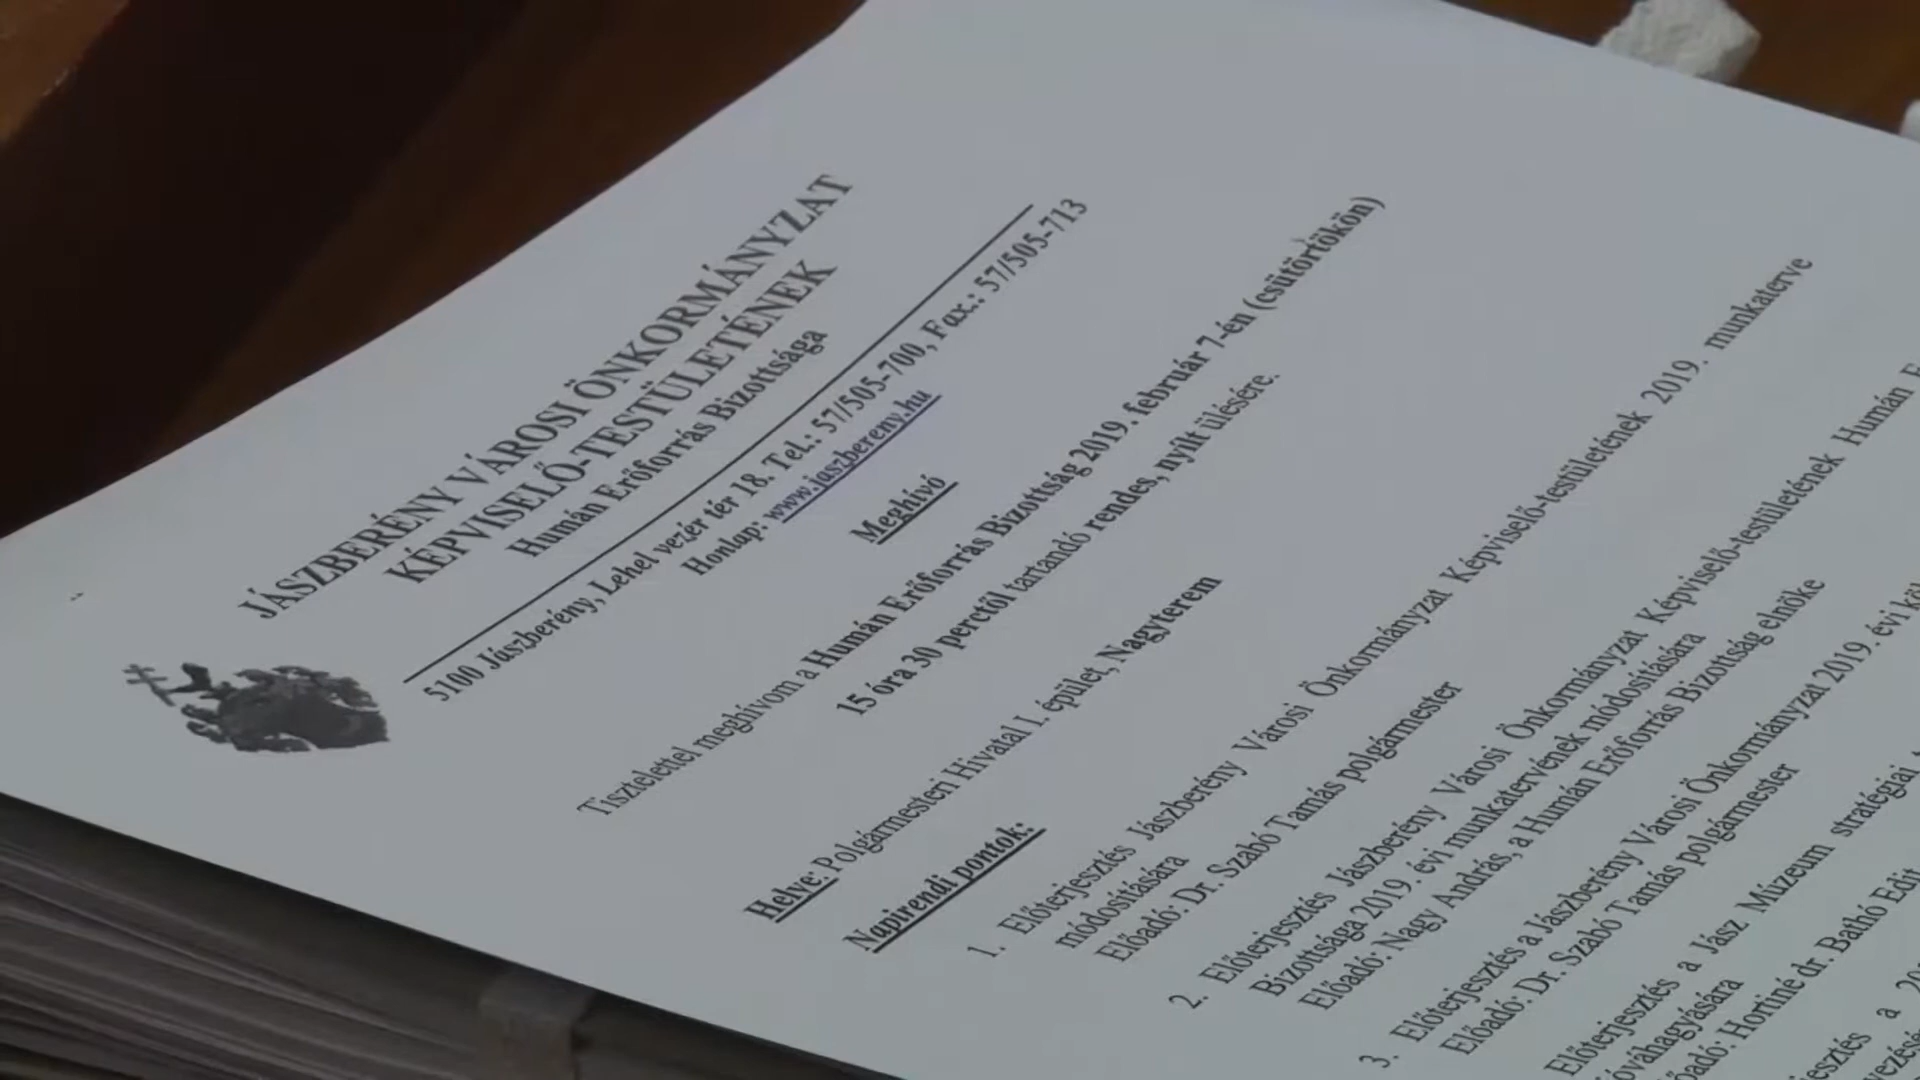 JÁSZBERÉNY VÁROSI ÖNKORMÁNYZAT
KÉPVISELŐ-TESTÜLETÉNEK
Humán Erőforrás Bizottsága
5100 Jászberény, Lehel vezér tér 18. Tel.: 57/505-700, Fax.: 57/505-713
Honlap: www.jaszbereny.hu
Meghívó
Tisztelettel meghívom a Humán Erőforrás Bizottság 2019. február 7-én (csütörtökön)
15 óra 30 perctől tartandó rendes, nyílt ülésére.
Helye: Polgármesteri Hivatal I. épület, Nagyterem
Napirendi pontok:
1. Előterjesztés Jászberény Városi Önkormányzat Képviselő-testületének 2019. munkaterve
módosítására
Előadó: Dr. Szabó Tamás polgármester
2. Előterjesztés Jászberény Városi Önkormányzat Képviselő-testületének Humán
Bizottsága 2019. évi munkatervének módosítására
Előadó: Nagy András, a Humán Erőforrás Bizottság elnöke
3. Előterjesztés a Jászberény Városi Önkormányzat 2019. évi
Előadó: Dr. Szabó Tamás polgármester
Előterjesztés a Jász Múzeum stratégiai
Hortiné dr. Bathó Edit